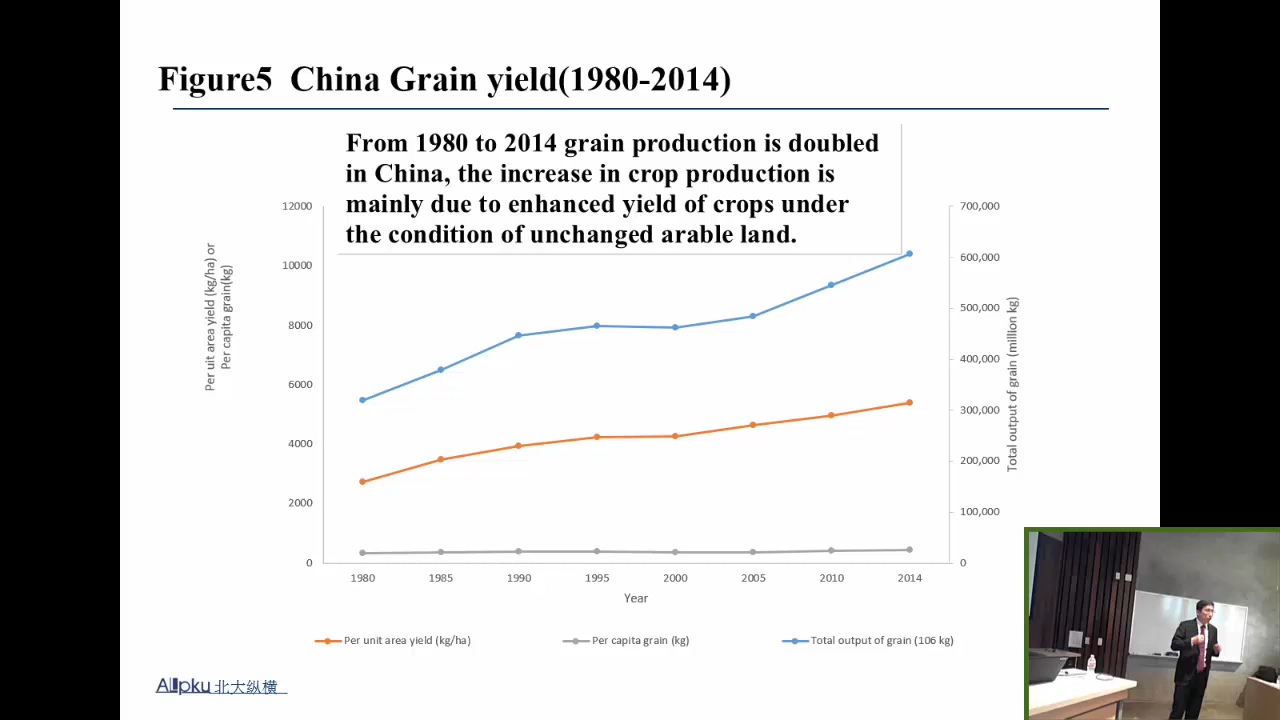 Figure5 China Grain yield(1980-2014)
From 1980 to 2014 grain production is doubled
in China, the increase in crop production is
mainly due to enhanced yield of crops under
the condition of unchanged arable land.
Per uit area yield (kg/ha) or
Per capita grain(kg)
12000
10000
8000
6000
4000
2000
0
700,000
600,000
500,000
400,000
300,000
200,000
100,000
0
Total output of grain (million kg)
1980 1985 1990 1995 2000 2005 2010 2014
Year
Per unit area yield (kg/ha) Per capita grain (kg) Total output of grain (106 kg)
Allpku 北大纵横